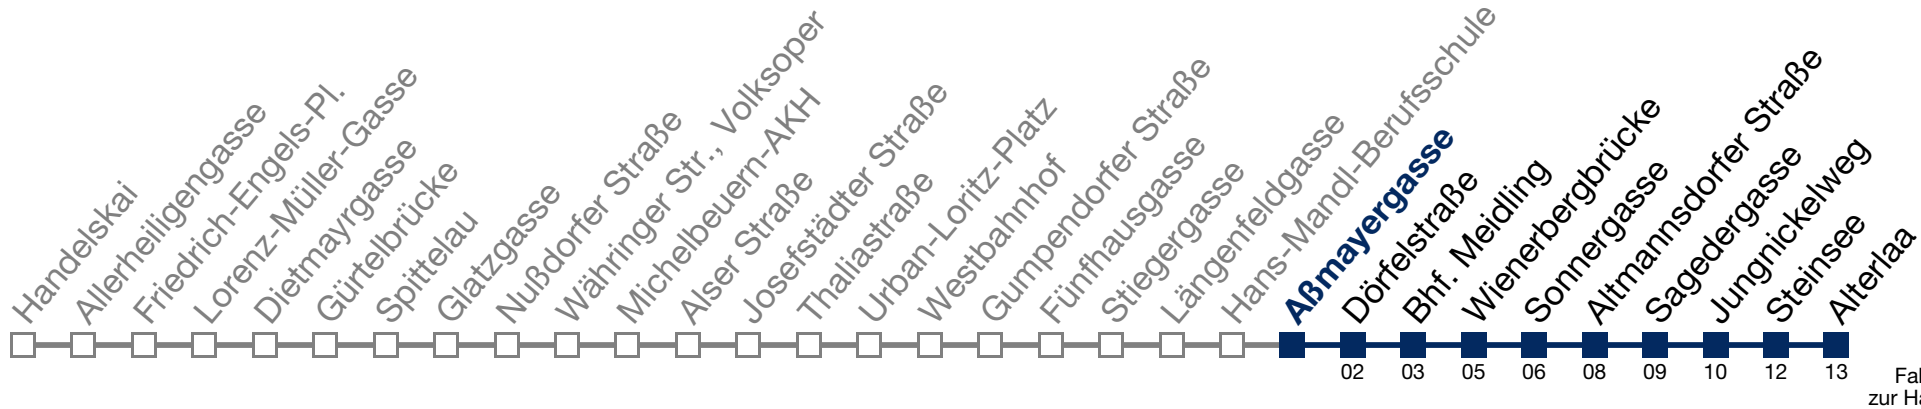 Handelskai
Allerheiligengasse
Friedrich-Engels-Pl.
Lorenz-Müller-Gasse
Dietmayrgasse
Gürtelbrücke
Spittelau
Glatzgasse
Nußdorfer Straße
Währinger Str., Volksoper
Michelbeuern-AKH
Alser Straße
Josefstädter Straße
Thaliastraße
Urban-Loritz-Platz
Westbahnhof
Gumpendorfer Straße
Fünfhausgasse
Stiegergasse
Längenfeldgasse
Hans-Mandl-Berufsschule
Aßmayergasse
Dörfelstraße
Bhf. Meidling
Wienerbergbrücke
Sonnergasse
Altmannsdorfer Straße
Sagedergasse
Jungnickelweg
Steinsee
Alterlaa
02 03 05 06 08 09 10 12 13
Fa
zur Ha